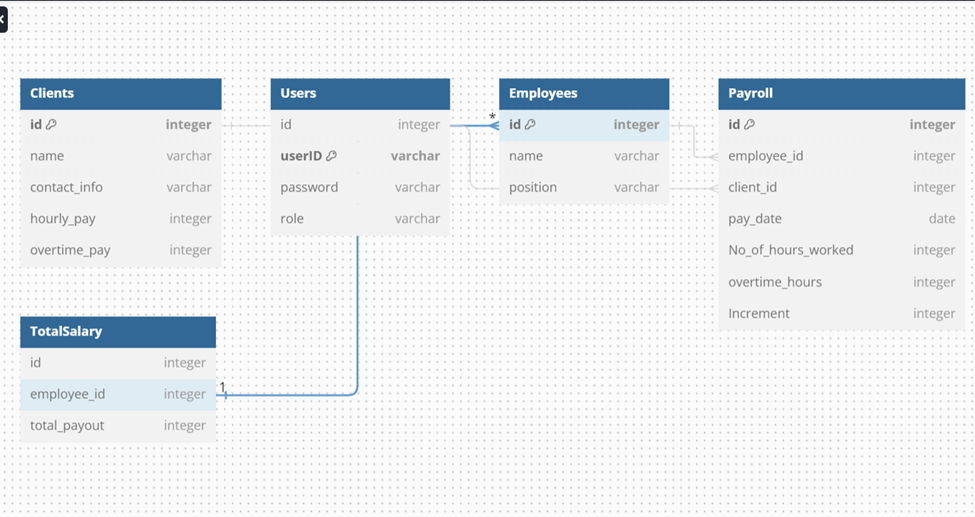 Clients
id integer
name varchar
contact_info varchar
hourly_pay integer
overtime_pay integer
Users
id integer
userID varchar
password varchar
role varchar
*
Employees
id integer
name varchar
position varchar
Payroll
id integer
employee_id integer
client_id integer
pay_date date
No_of_hours_worked integer
overtime_hours integer
Increment integer
TotalSalary
id integer
employee_id integer
1
total_payout integer